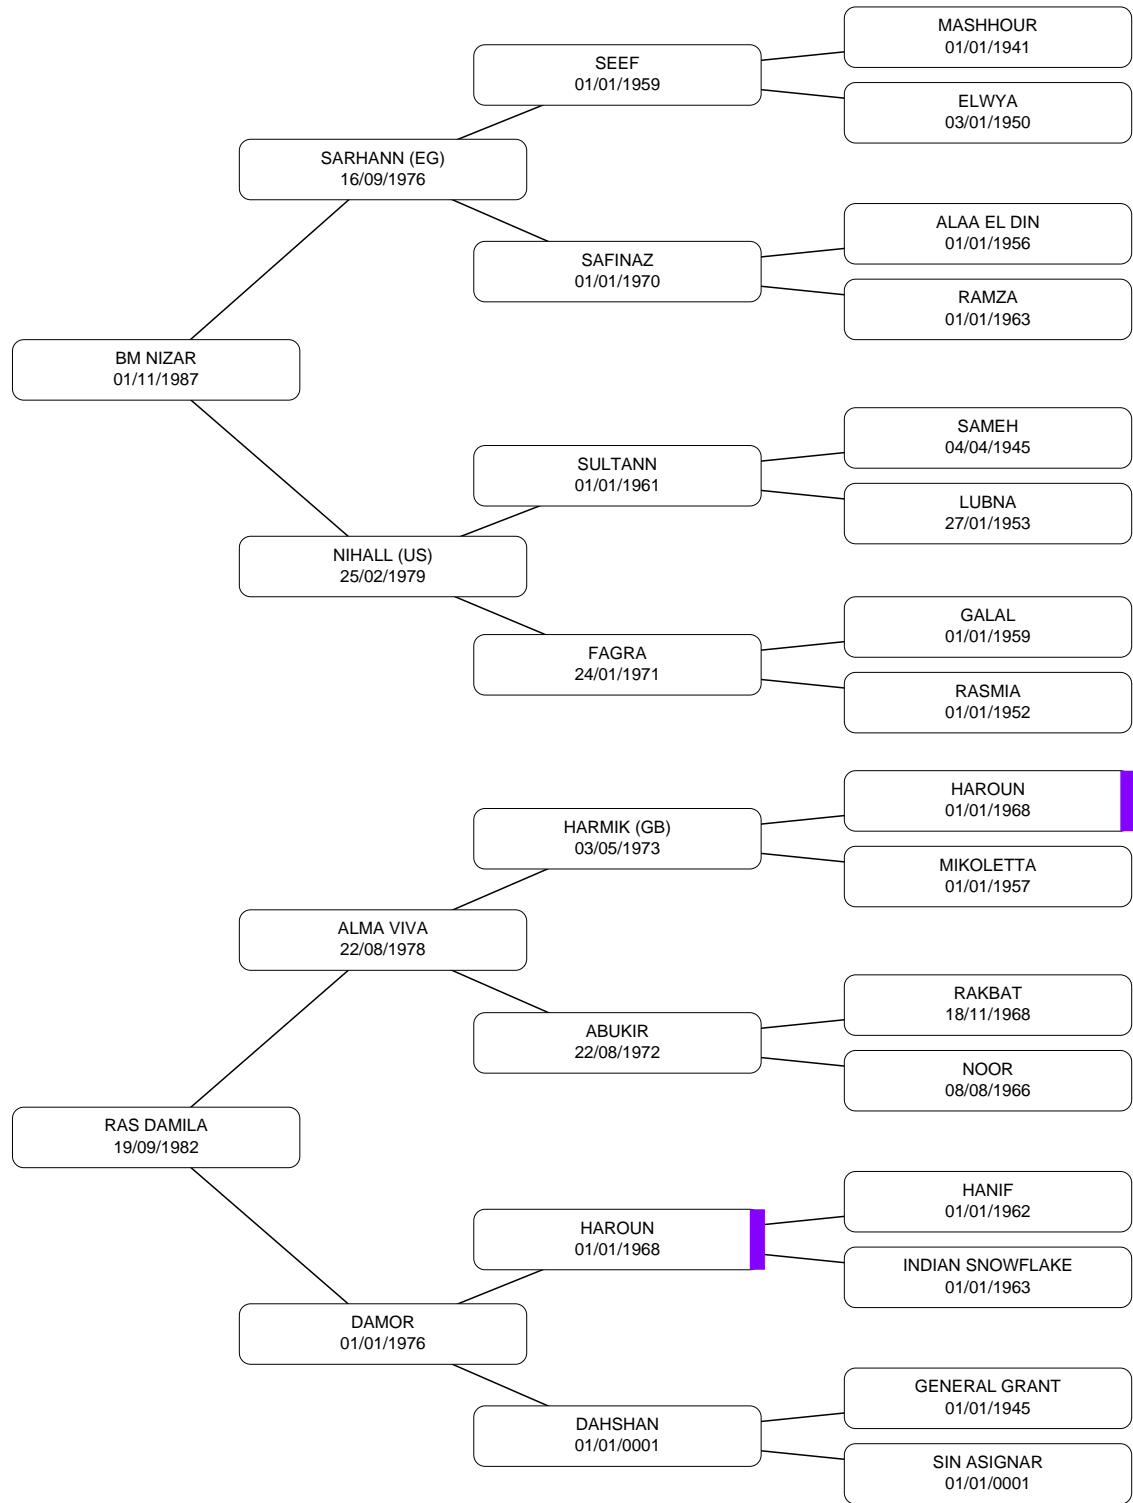 MASHHOUR
01/01/1941
SEEF
01/01/1959
ELWYA
03/01/1950
SARHANN (EG)
16/09/1976
ALAA EL DIN
01/01/1956
SAFINAZ
01/01/1970
RAMZA
01/01/1963
BM NIZAR
01/11/1987
SAMEH
04/04/1945
SULTANN
01/01/1961
LUBNA
27/01/1953
NIHALL (US)
25/02/1979
GALAL
01/01/1959
FAGRA
24/01/1971
RASMIA
01/01/1952
HAROUN
01/01/1968
HARMIK (GB)
03/05/1973
MIKOLETTA
01/01/1957
ALMA VIVA
22/08/1978
RAKBAT
18/11/1968
ABUKIR
22/08/1972
NOOR
08/08/1966
RAS DAMILA
19/09/1982
HANIF
01/01/1962
HAROUN
01/01/1968
INDIAN SNOWFLAKE
01/01/1963
DAMOR
01/01/1976
GENERAL GRANT
01/01/1945
DAHSHAN
01/01/0001
SIN ASIGNAR
01/01/0001